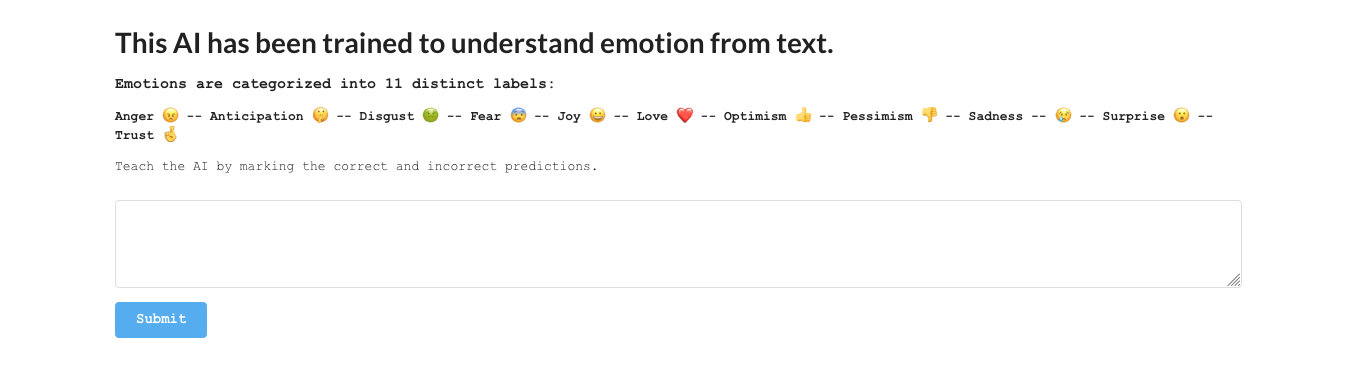 This AI has been trained to understand emotion from text.
Emotions are categorized into 11 distinct labels:
Anger 😠 -- Anticipation 🤭 -- Disgust 🤢 -- Fear 😨 -- Joy 😀 -- Love ❤️ -- Optimism 👍 -- Pessimism 👎 -- Sadness -- 😢 -- Surprise 😮 --
Trust 🤞
Teach the AI by marking the correct and incorrect predictions.
Submit